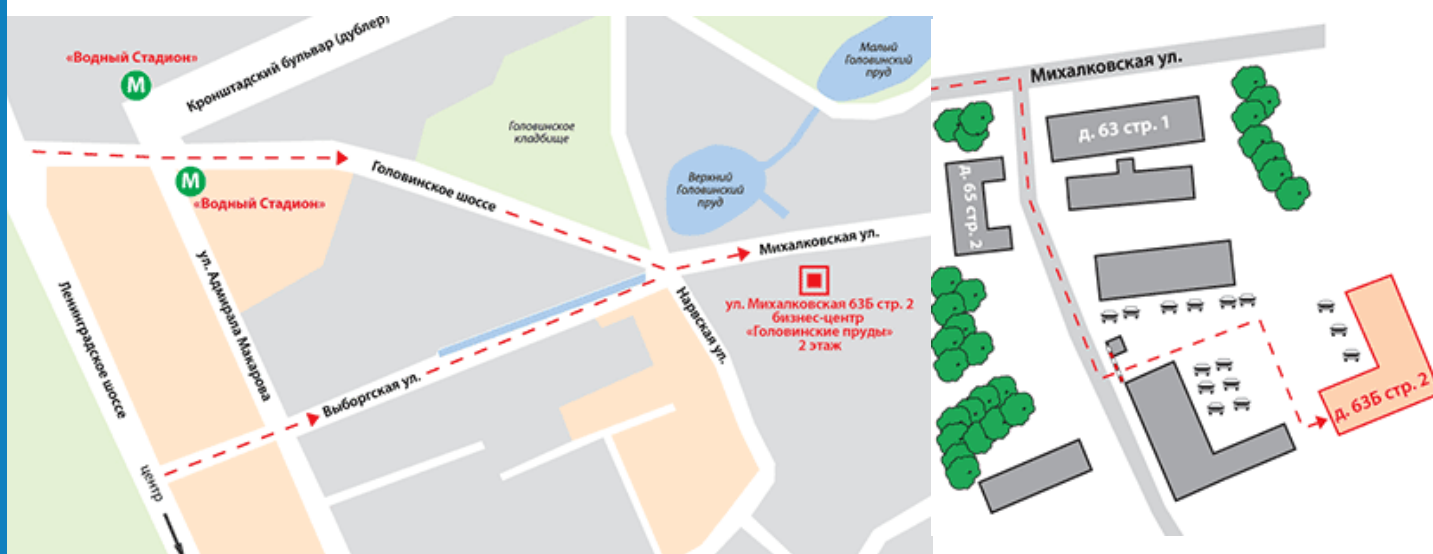 Кронштадский бульвар (дублер)
«Водный Стадион»
М
Малый
Головинский
пруд
Головинское
кладбище
Головинское шоссе
М
«Водный Стадион»
Верхний
Головинский
пруд
Михалковская ул.
ул. Михалковская 63Б стр. 2
бизнес-центр
«Головинские пруды»
2 этаж
Нарвская ул.
ул. Адмирала Макарова
Ленинградское шоссе
Выборгская ул.
центр
Михалковская ул.
д. 63 стр. 1
д. 65 стр. 2
д. 63Б стр. 2